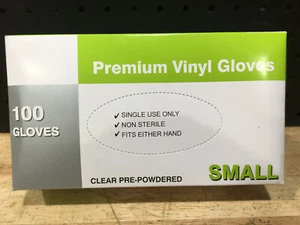 Premium Vinyl Gloves
100
GLOVES
✓ SINGLE USE ONLY
✓ NON STERILE
✓ FITS EITHER HAND
CLEAR PRE-POWDERED
SMALL